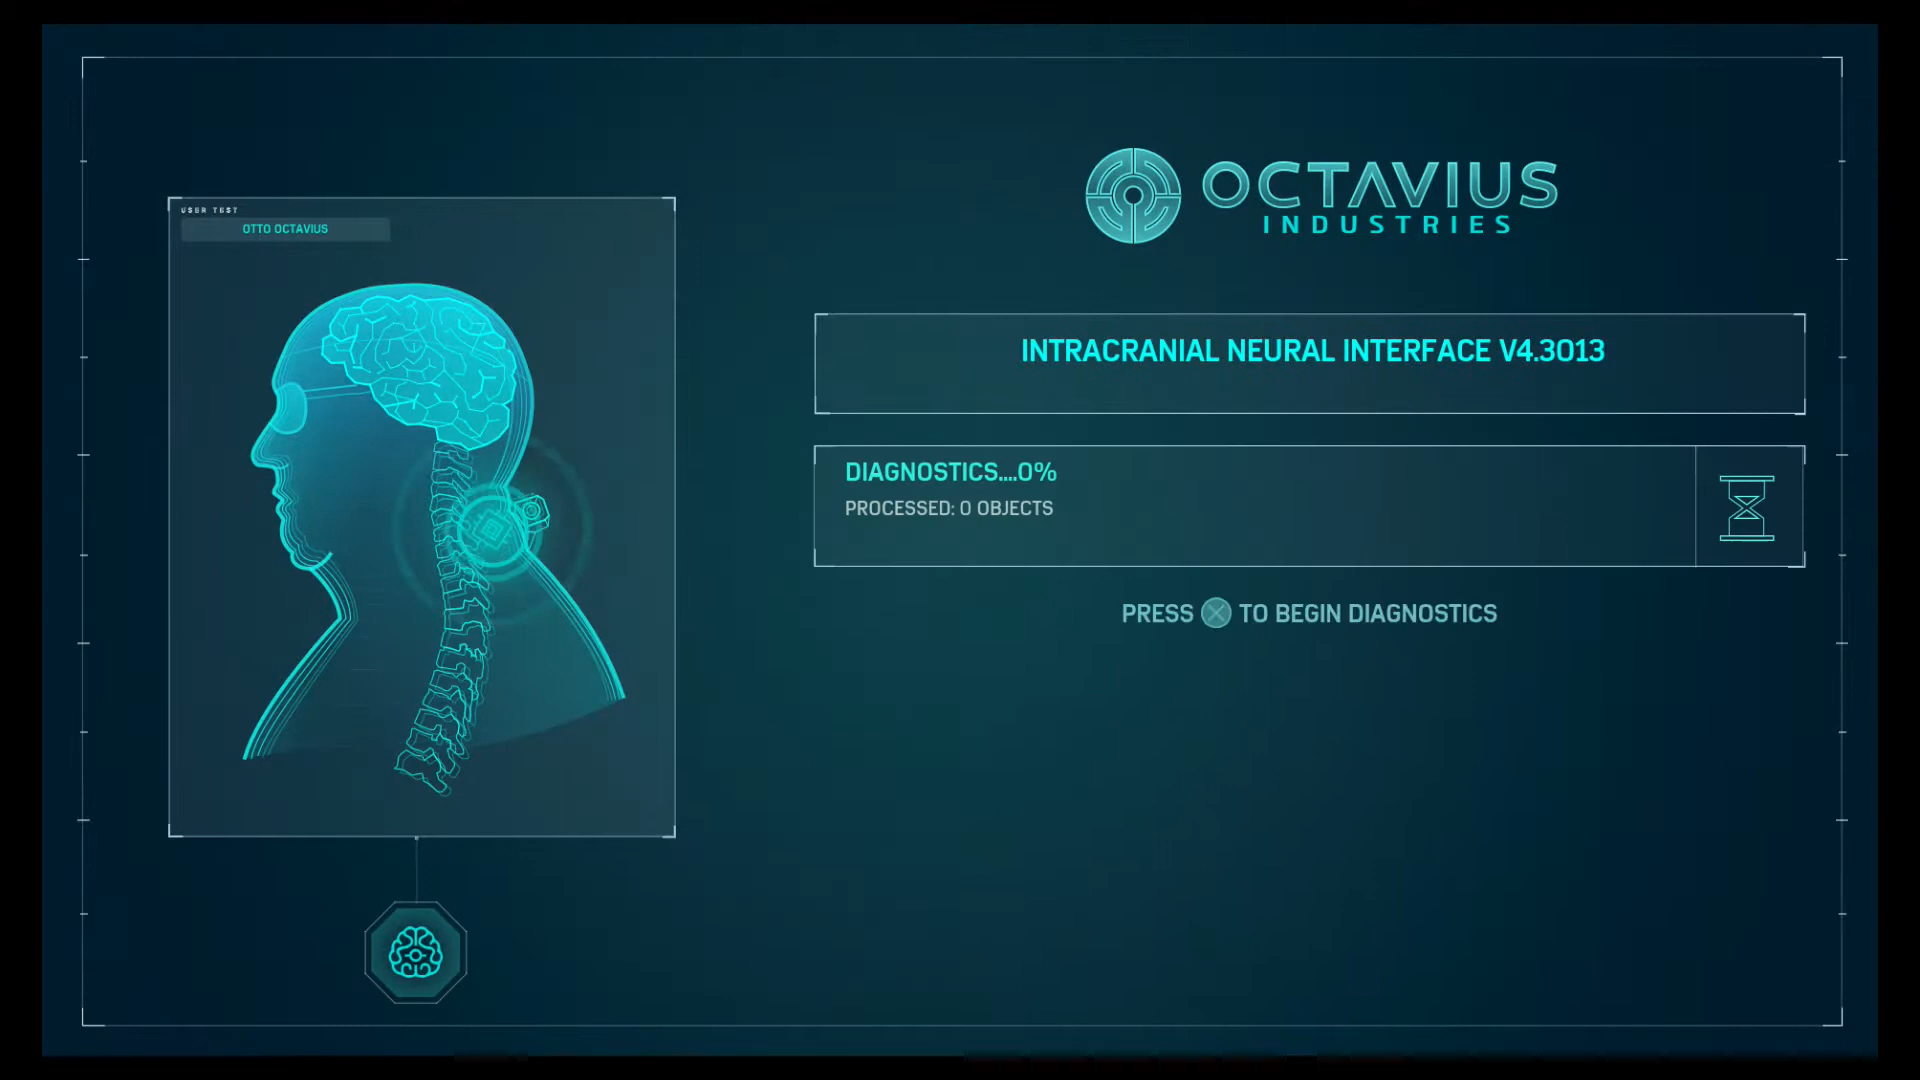 USER TEST
OTTO OCTAVIUS
OCTAVIUS
INDUSTRIES
INTRACRANIAL NEURAL INTERFACE V4.3013
DIAGNOSTICS....0%
PROCESSED: 0 OBJECTS
PRESS ⓧ TO BEGIN DIAGNOSTICS